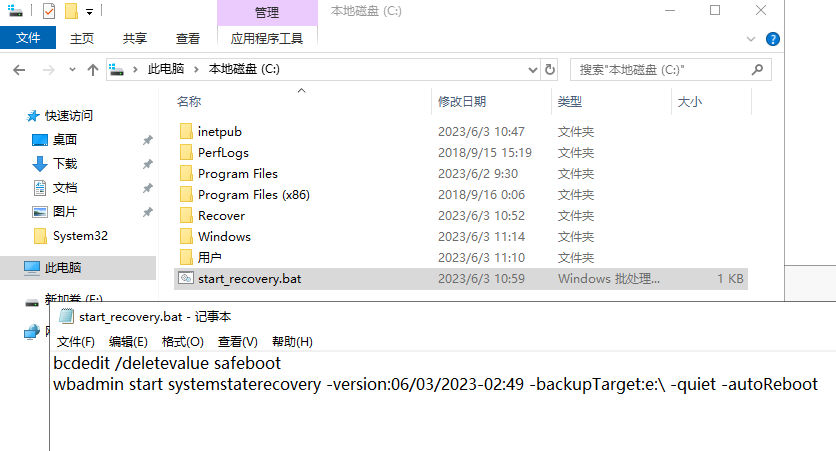 管理
本地磁盘 (C:)
文件
主页
共享
查看
应用程序工具
此电脑
本地磁盘 (C:)
搜索"本地磁盘 (C:)"
名称
修改日期
类型
大小
快速访问
桌面
下载
文档
图片
System32
此电脑
新加卷 (E:)
inetpub 2023/6/3 10:47 文件夹
PerfLogs 2018/9/15 15:19 文件夹
Program Files 2023/6/2 9:30 文件夹
Program Files (x86) 2018/9/16 0:06 文件夹
Recover 2023/6/3 10:52 文件夹
Windows 2023/6/3 11:14 文件夹
用户 2023/6/3 11:10 文件夹
start_recovery.bat 2023/6/3 10:59 Windows 批处理... 1 KB
start_recovery.bat - 记事本
文件(F) 编辑(E) 格式(O) 查看(V) 帮助(H)
bcdedit /deletevalue safeboot
wbadmin start systemstaterecovery -version:06/03/2023-02:49 -backupTarget:e:\ -quiet -autoReboot